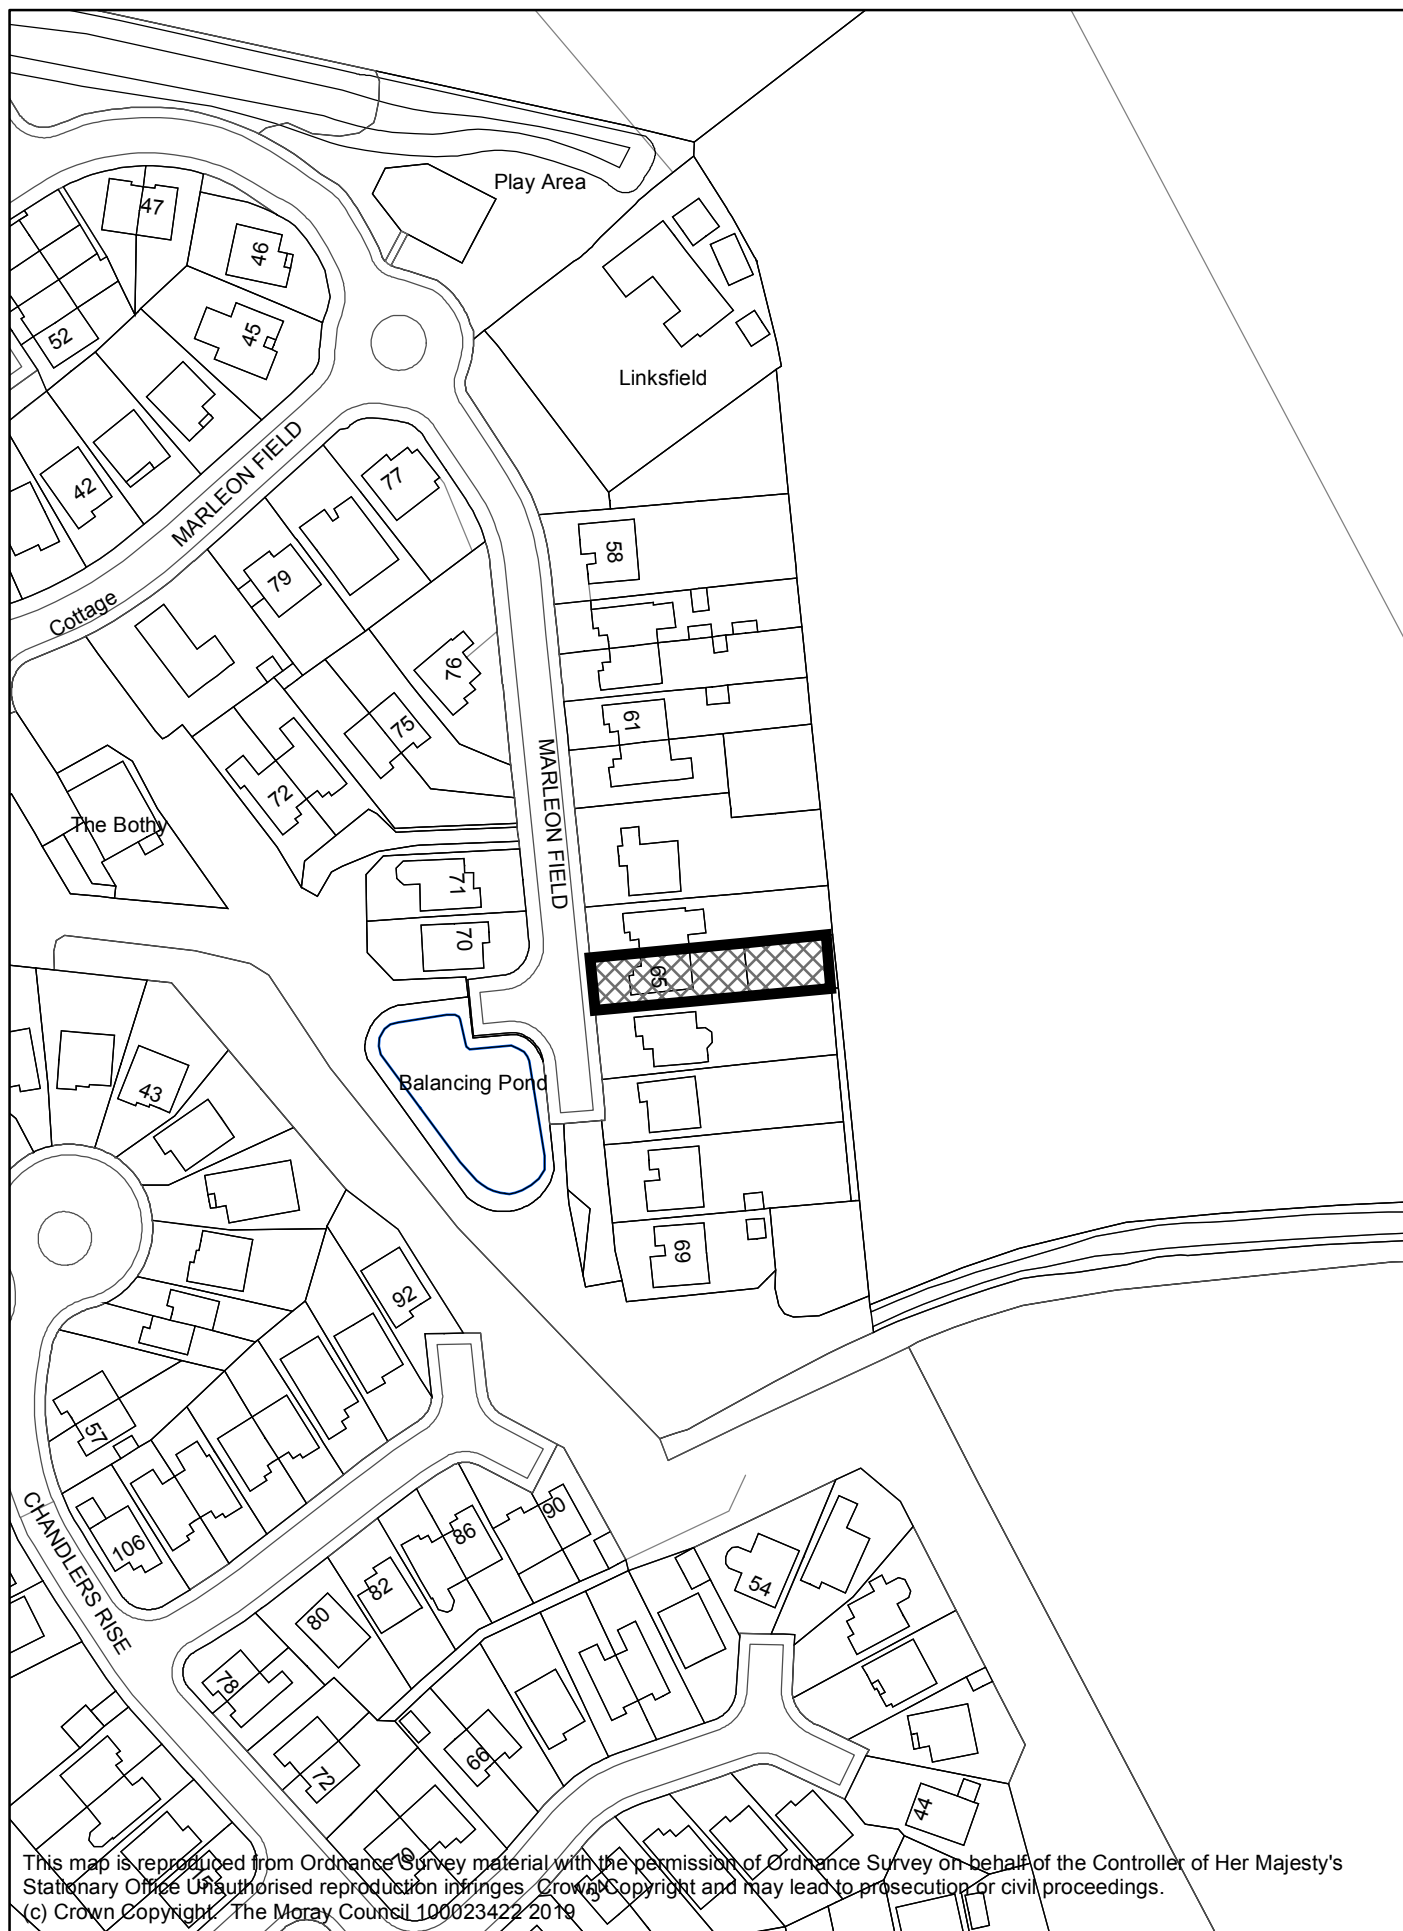 Play Area
47
46
45
52
Linksfield
MARLEON FIELD
77
42
58
79
Cottage
76
61
75
MARLEON FIELD
72
The Bothy
71
70
65
Balancing Pond
43
69
92
57
CHANDLERS RISE
106
90
86
82
54
80
78
66
72
44
70
This map is reproduced from Ordnance Survey material with the permission of Ordnance Survey on behalf of the Controller of Her Majesty's
Stationary Office Unauthorised reproduction infringes Crown Copyright and may lead to prosecution or civil proceedings.
(c) Crown Copyright. The Moray Council 100023422 2019